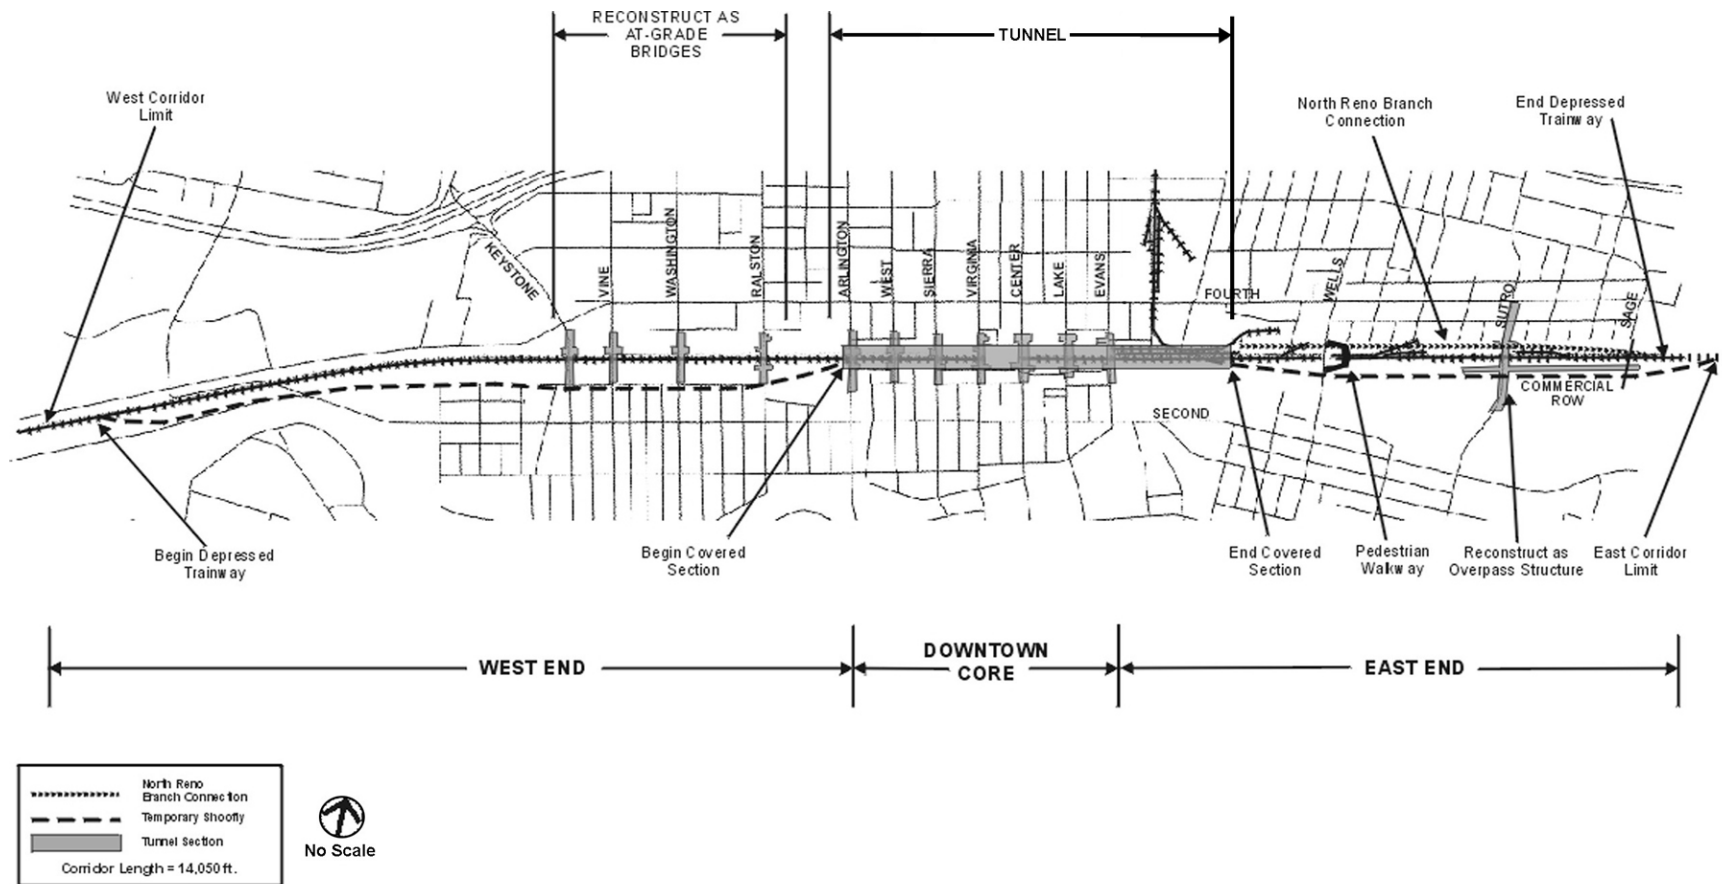 RECONSTRUCT AS
AT-GRADE
BRIDGES
TUNNEL
West Corridor
Limit
North Reno Branch
Connection
End Depressed
Trainway
KEYSTONE
VINE
WASHINGTON
RALSTON
ARLINGTON
WEST
SIERRA
VIRGINIA
CENTER
LAKE
EVANS
FOURTH
WELLS
SUTRO
SAGE
COMMERCIAL
ROW
SECOND
Begin Depressed
Trainway
Begin Covered
Section
End Covered
Section
Pedestrian
Walkway
Reconstruct as
Overpass Structure
East Corridor
Limit
WEST END
DOWNTOWN
CORE
EAST END
North Reno
Branch Connection
Temporary Shoofly
Tunnel Section
Corridor Length = 14,050 ft.
No Scale